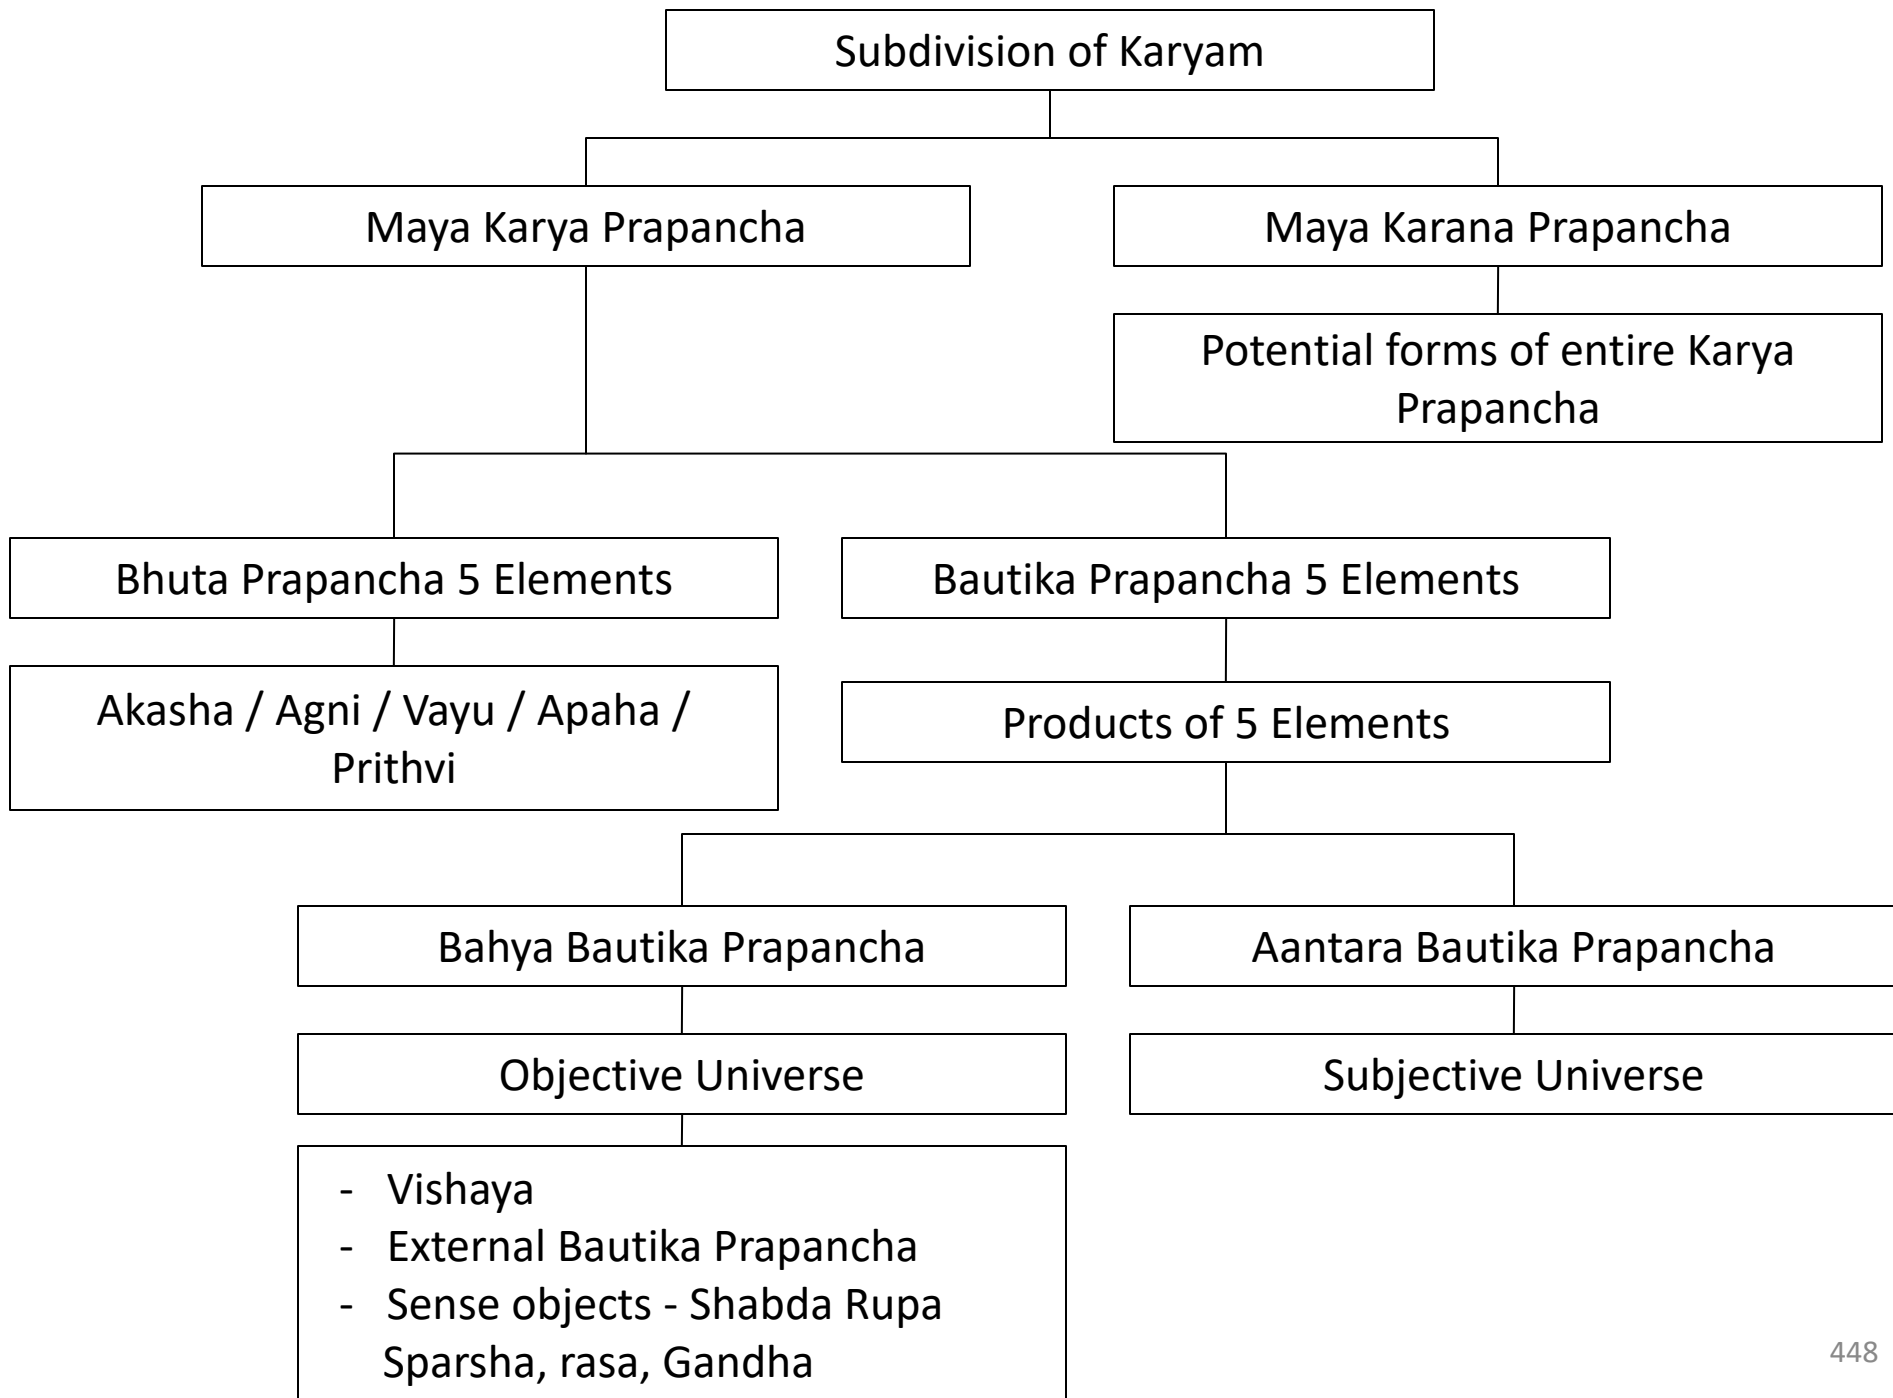 Subdivision of Karyam
Maya Karya Prapancha
Maya Karana Prapancha
Potential forms of entire Karya
Prapancha
Bhuta Prapancha 5 Elements
Bautika Prapancha 5 Elements
Akasha / Agni / Vayu / Apaha /
Prithvi
Products of 5 Elements
Bahya Bautika Prapancha
Aantara Bautika Prapancha
Objective Universe
Subjective Universe
- Vishaya
- External Bautika Prapancha
- Sense objects - Shabda Rupa
Sparsha, rasa, Gandha
448